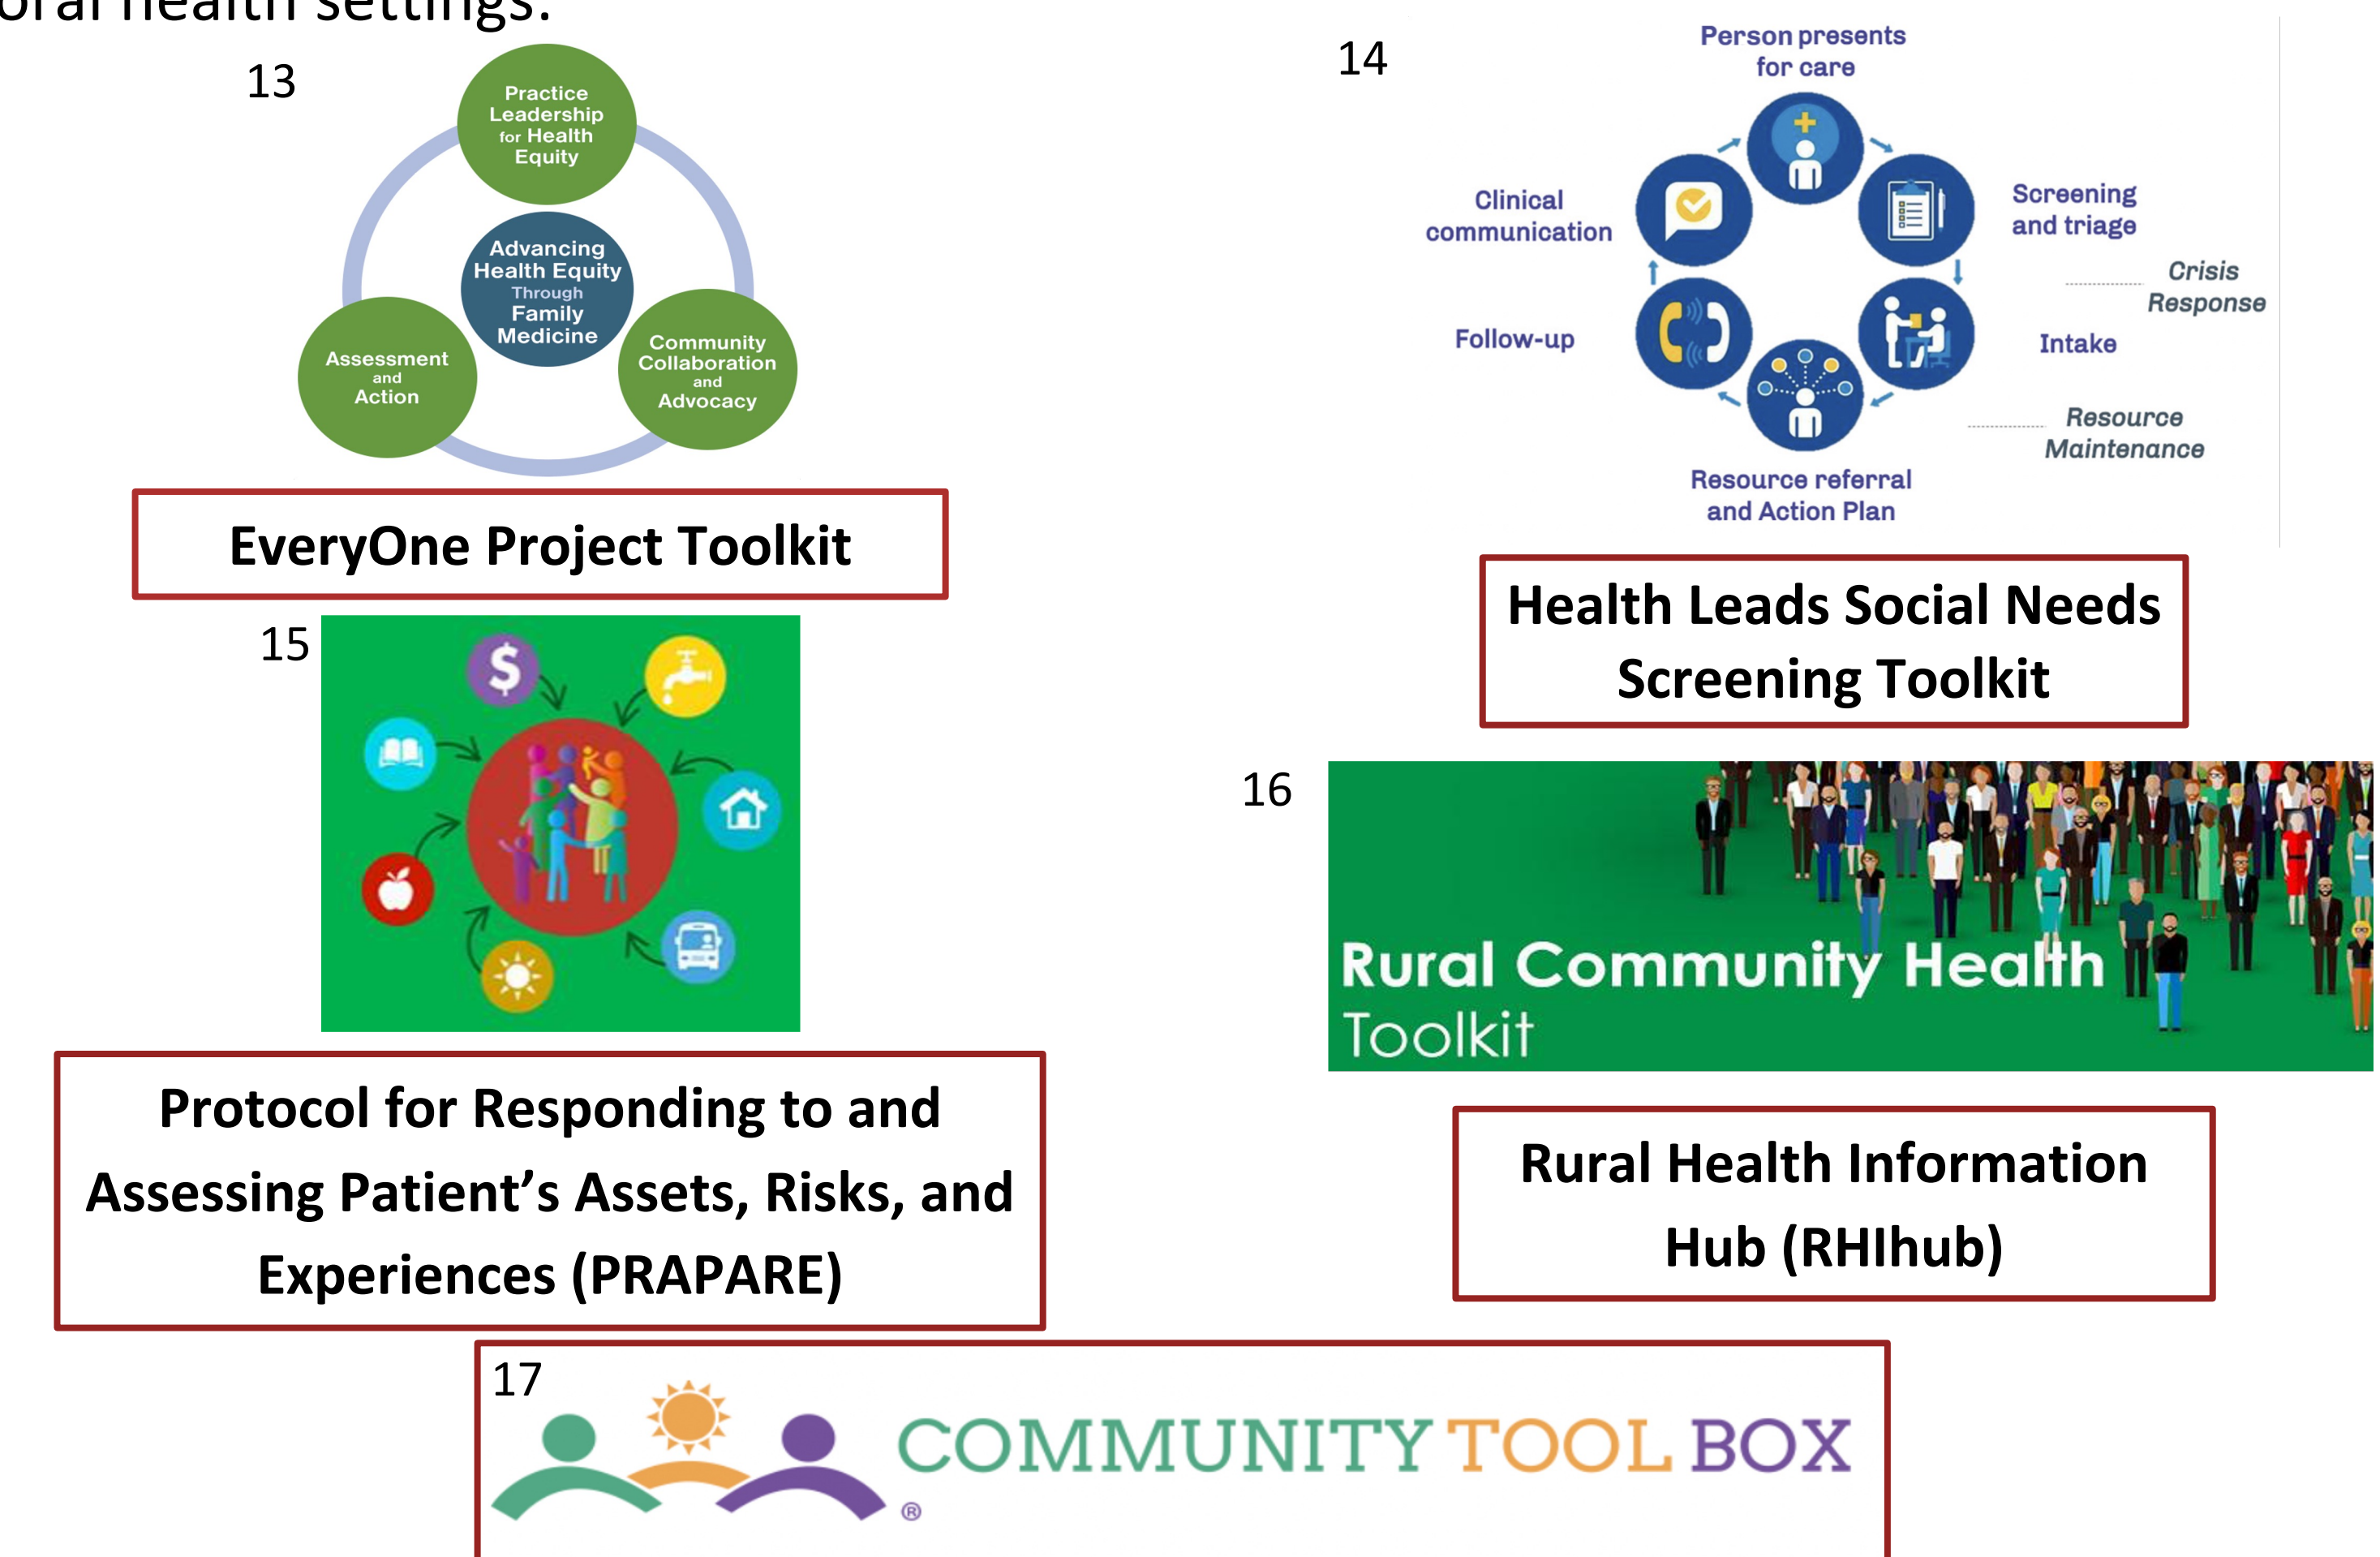 oral health settings.
13
Practice
Leadership
for Health
Equity
Advancing
Health Equity
Through
Family
Medicine
Assessment
and
Action
Community
Collaboration
and
Advocacy
EveryOne Project Toolkit
14
Person presents
for care
Clinical
communication
Screening
and triage
Crisis
Response
Follow-up
Intake
Resource
Maintenance
Resource referral
and Action Plan
Health Leads Social Needs
Screening Toolkit
15
$
Protocol for Responding to and
Assessing Patient’s Assets, Risks, and
Experiences (PRAPARE)
16
Rural Community Health
Toolkit
Rural Health Information
Hub (RHIhub)
17
COMMUNITY TOOL BOX
®